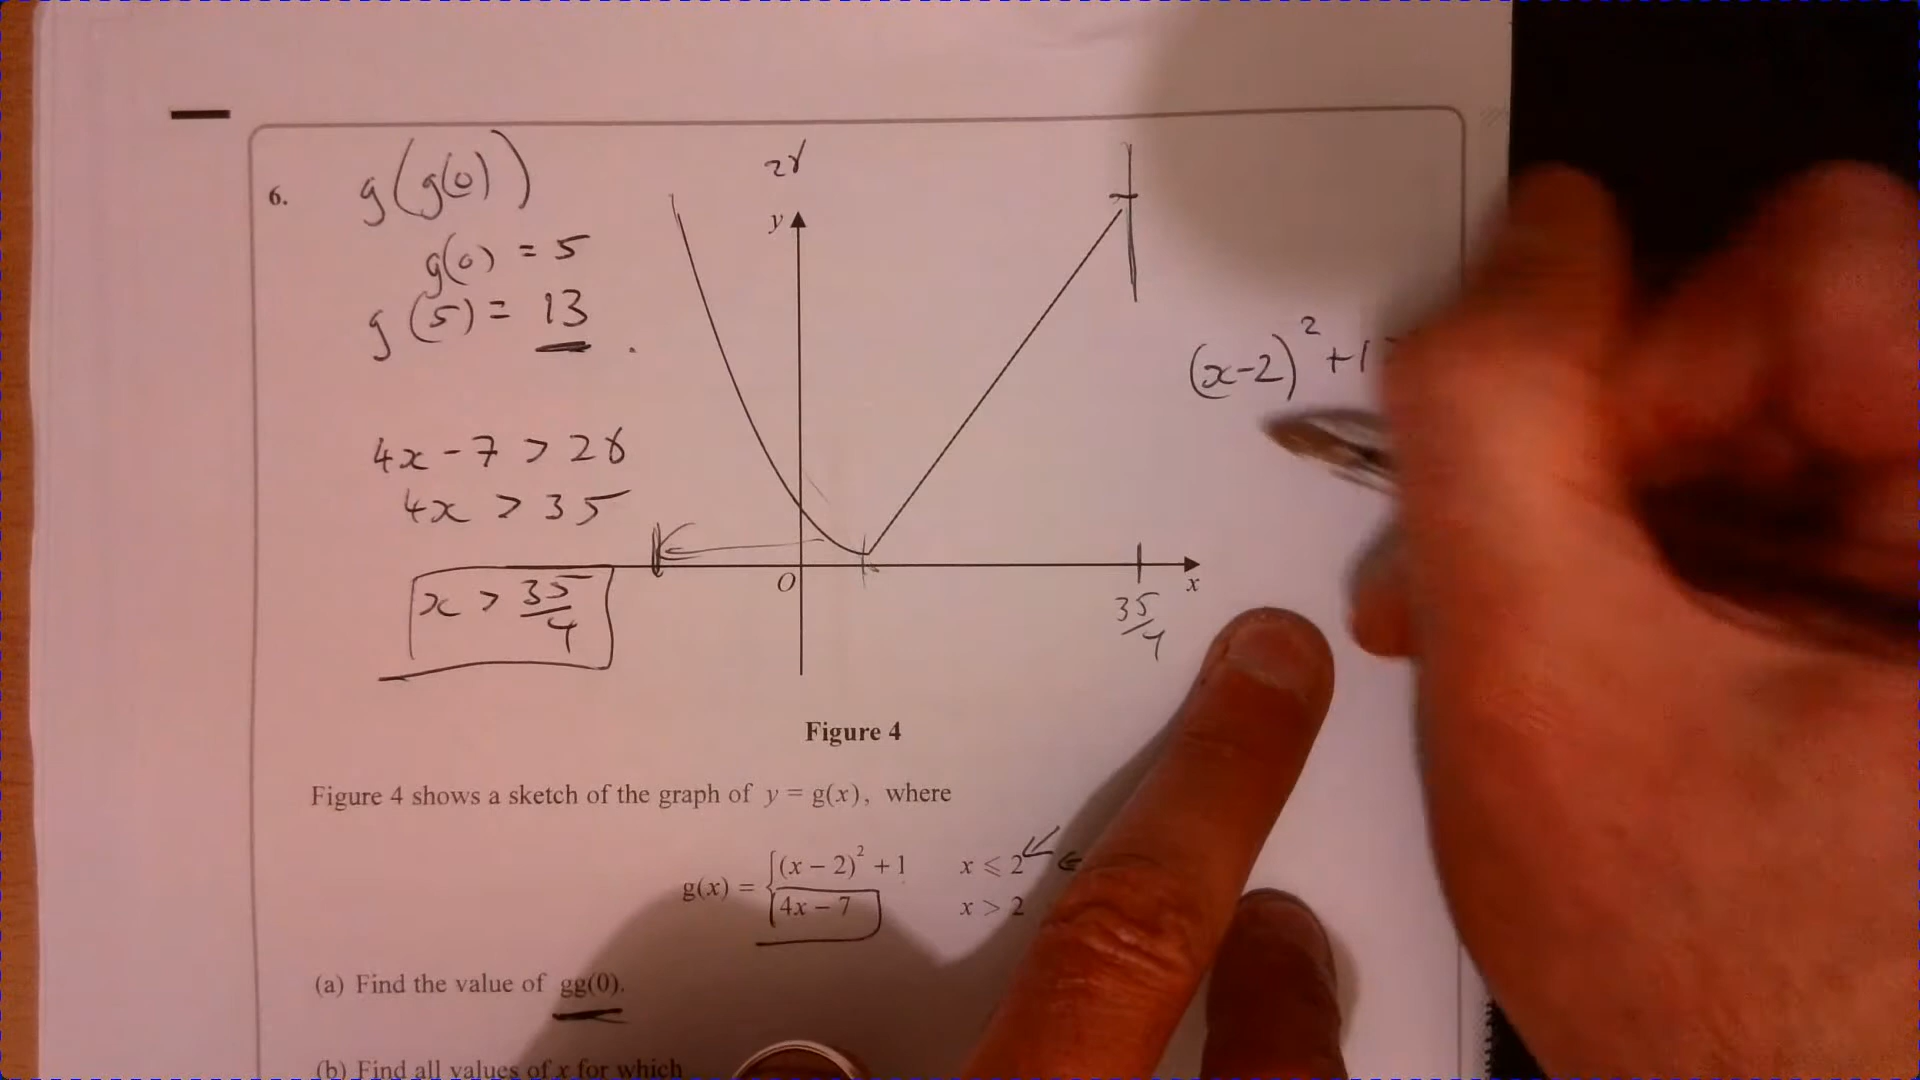 6.
g(g(0))
g(0) = 5
g(5) = 13
4x - 7 > 28
4x > 35
x > 35/4
28
y
O
x
35/4
(x-2)² + 1
Figure 4
Figure 4 shows a sketch of the graph of y = g(x), where
g(x) = { (x – 2)² + 1 x ⩽ 2
4x – 7 x > 2
(a) Find the value of gg(0).
(b) Find all values of x for which